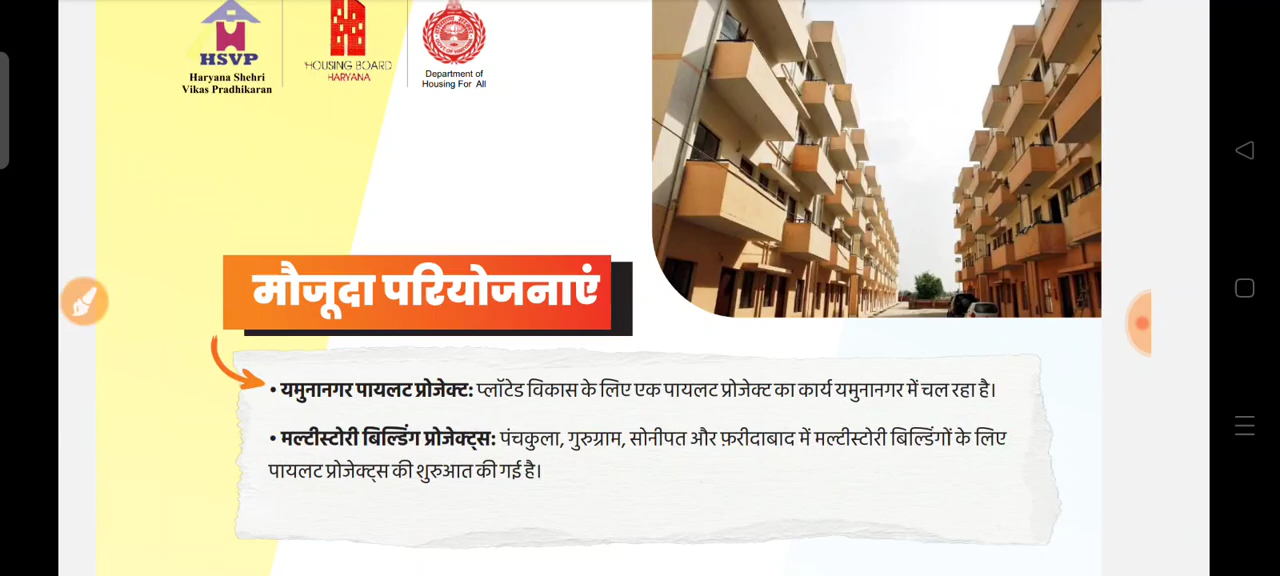 HSVP
Haryana Shehri
Vikas Pradhikaran
HOUSING BOARD
HARYANA
Department of
Housing For All
मौजूदा परियोजनाएं
• यमुनानगर पायलट प्रोजेक्ट: प्लॉटेड विकास के लिए एक पायलट प्रोजेक्ट का कार्य यमुनानगर में चल रहा है।
• मल्टीस्टोरी बिल्डिंग प्रोजेक्ट्स: पंचकुला, गुरुग्राम, सोनीपत और फ़रीदाबाद में मल्टीस्टोरी बिल्डिंगों के लिए
पायलट प्रोजेक्ट्स की शुरुआत की गई है।